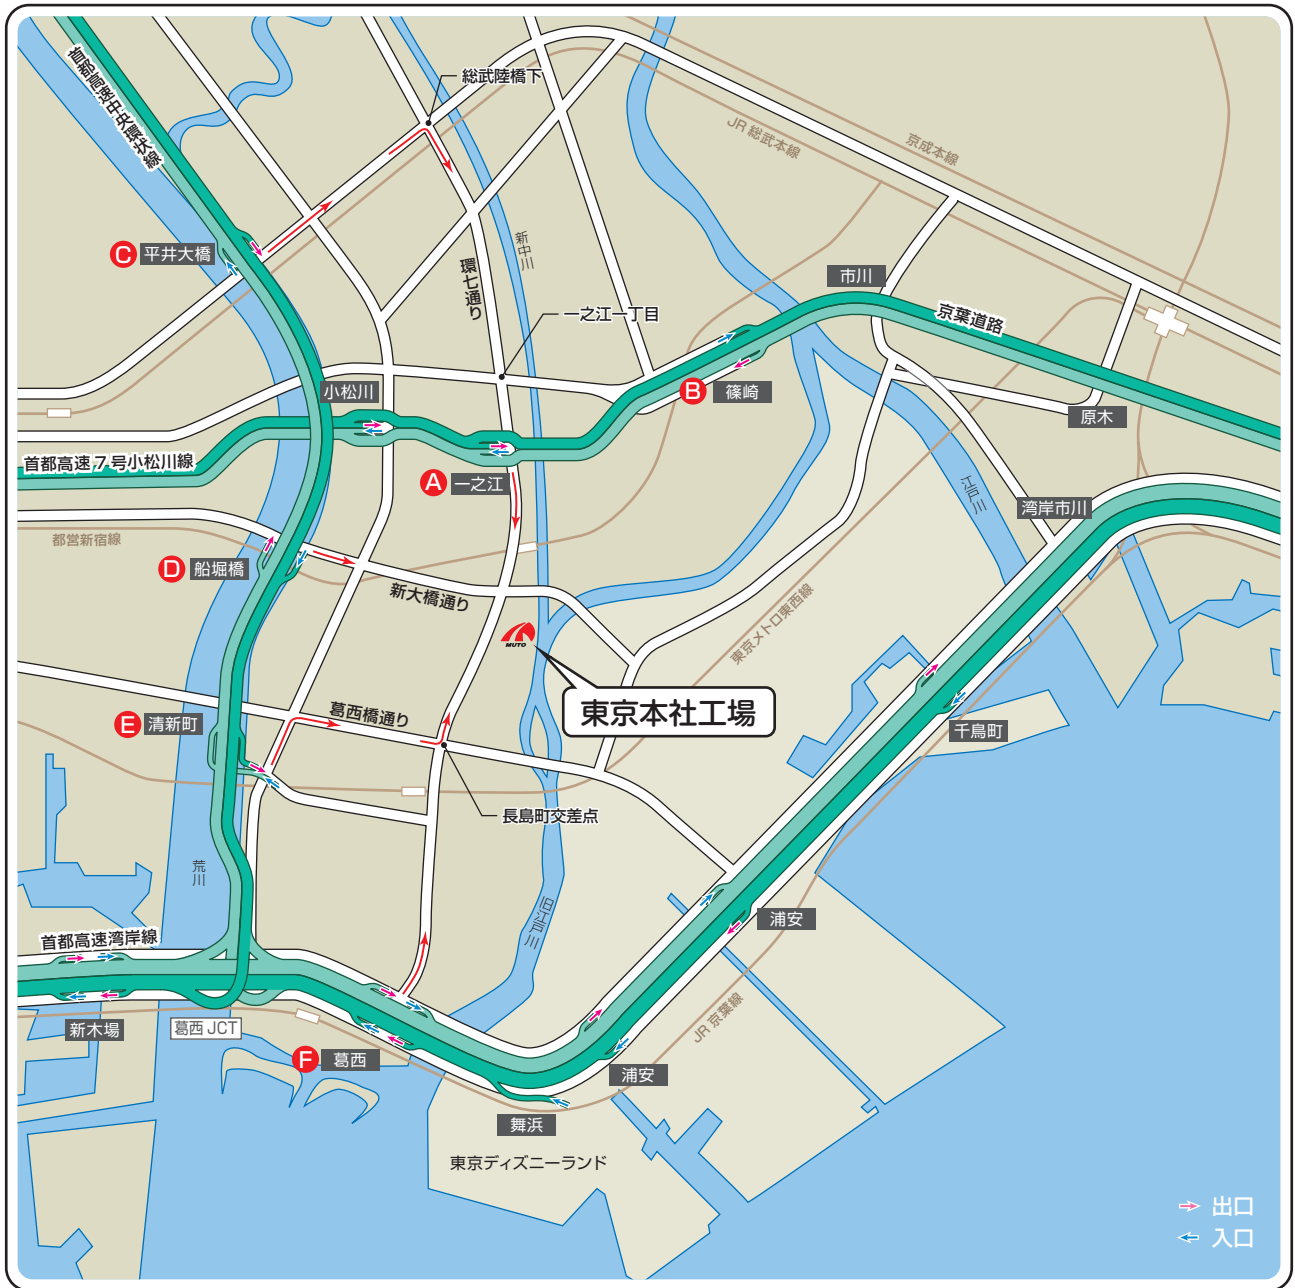 首都高速中央環状線
総武陸橋下
JR 総武本線
京成本線
C 平井大橋
新中川
環七通り
市川
一之江一丁目
京葉道路
小松川
B 篠崎
原木
首都高速 7 号小松川線
A 一之江
江戸川
湾岸市川
都営新宿線
D 船堀橋
新大橋通り
東京メトロ東西線
MUTO
東京本社工場
E 清新町
葛西橋通り
千鳥町
長島町交差点
荒川
旧江戸川
浦安
首都高速湾岸線
新木場
葛西 JCT
JR 京葉線
F 葛西
浦安
舞浜
東京ディズニーランド
出口
入口